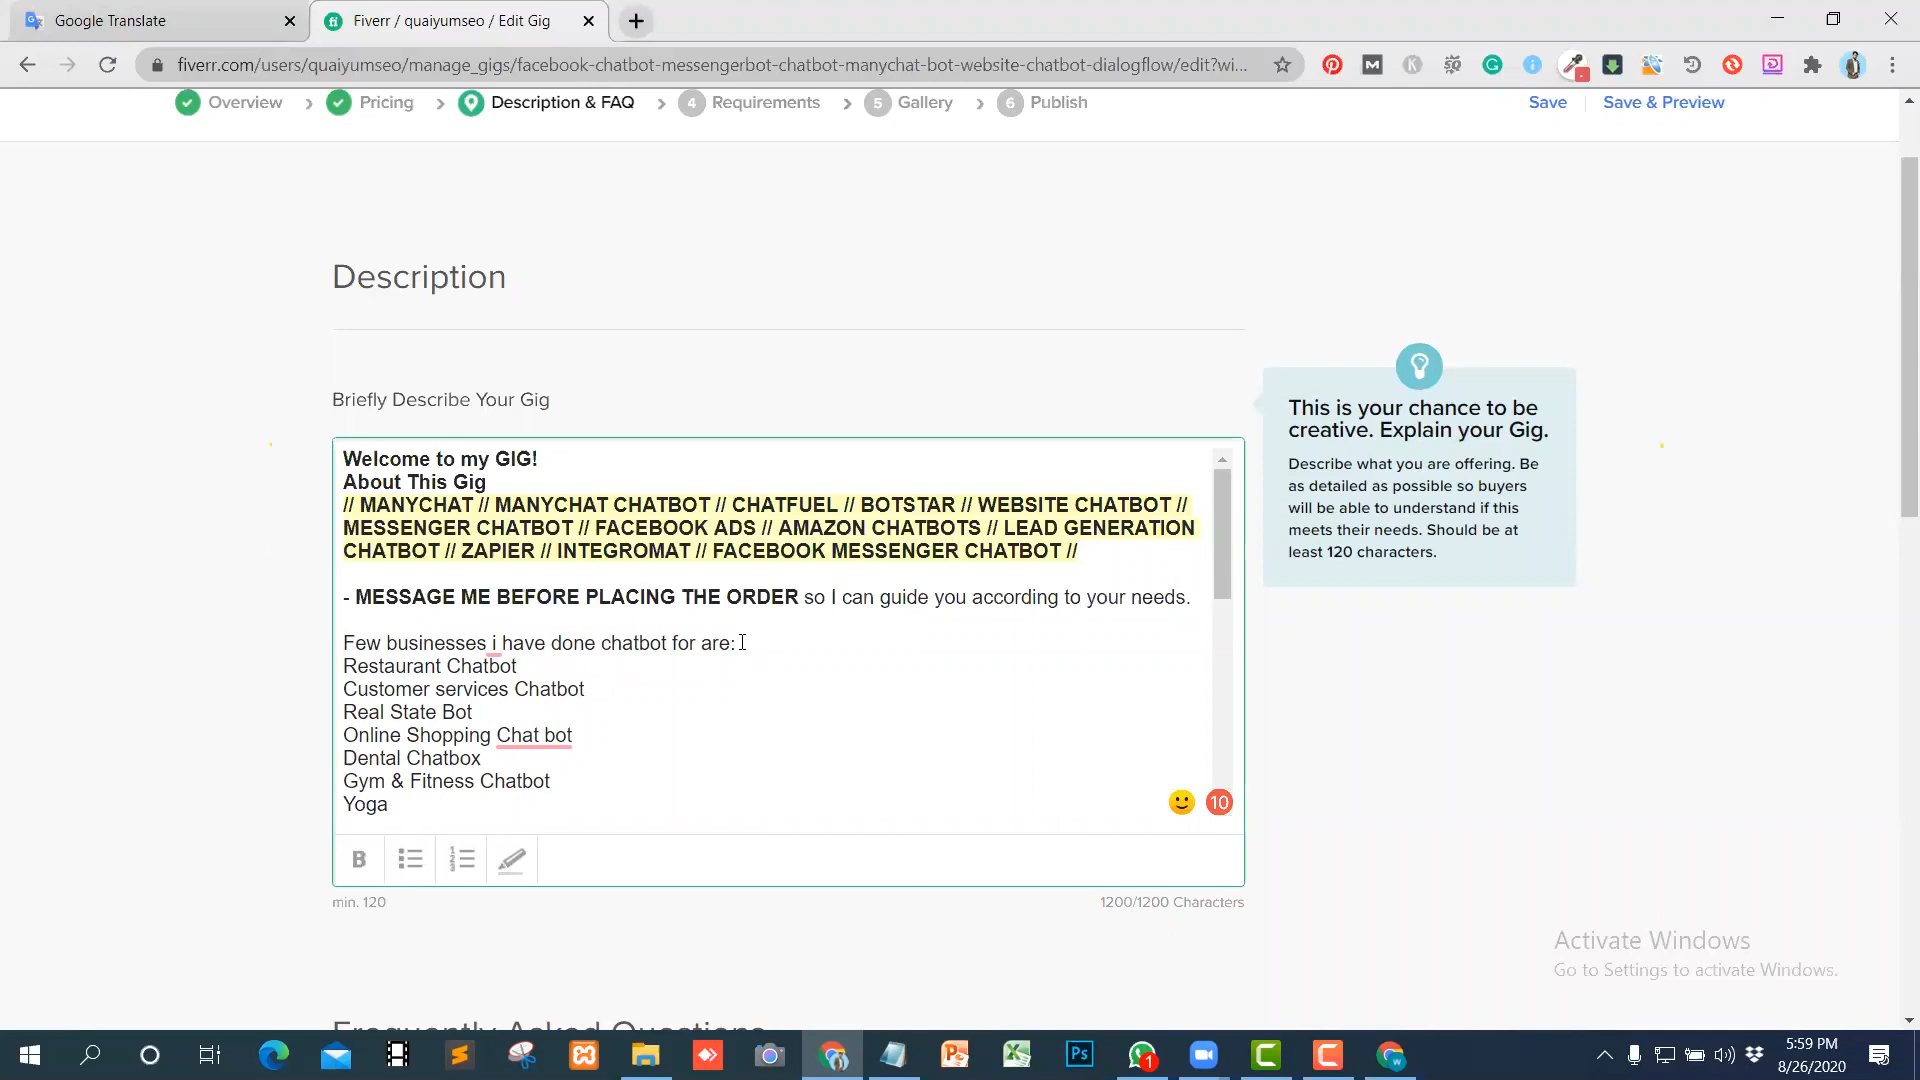 Google Translate
Fiverr / quaiyumseo / Edit Gig
fiverr.com/users/quaiyumseo/manage_gigs/facebook-chatbot-messengerbot-chatbot-manychat-bot-website-chatbot-dialogflow/edit?wi...
Overview
Pricing
Description & FAQ
4 Requirements
5 Gallery
6 Publish
Save
Save & Preview
Description
Briefly Describe Your Gig
Welcome to my GIG!
About This Gig
// MANYCHAT // MANYCHAT CHATBOT // CHATFUEL // BOTSTAR // WEBSITE CHATBOT //
MESSENGER CHATBOT // FACEBOOK ADS // AMAZON CHATBOTS // LEAD GENERATION
CHATBOT // ZAPIER // INTEGROMAT // FACEBOOK MESSENGER CHATBOT //
- MESSAGE ME BEFORE PLACING THE ORDER so I can guide you according to your needs.
Few businesses i have done chatbot for are:
Restaurant Chatbot
Customer services Chatbot
Real State Bot
Online Shopping Chat bot
Dental Chatbox
Gym & Fitness Chatbot
Yoga
10
B
min. 120
1200/1200 Characters
This is your chance to be
creative. Explain your Gig.
Describe what you are offering. Be
as detailed as possible so buyers
will be able to understand if this
meets their needs. Should be at
least 120 characters.
Activate Windows
Go to Settings to activate Windows.
Frequently Asked Questions
5:59 PM
8/26/2020